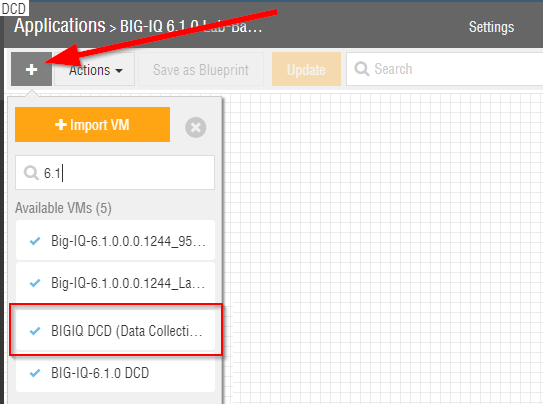 DCD
Applications > BIG-IQ 6.1.0 Lab-Ba...
Settings
+ Actions Save as Blueprint Update Search
+ Import VM
6.1
Available VMs (5)
Big-IQ-6.1.0.0.0.1244_95...
Big-IQ-6.1.0.0.0.1244_La...
BIGIQ DCD (Data Collecti...
BIG-IQ-6.1.0 DCD